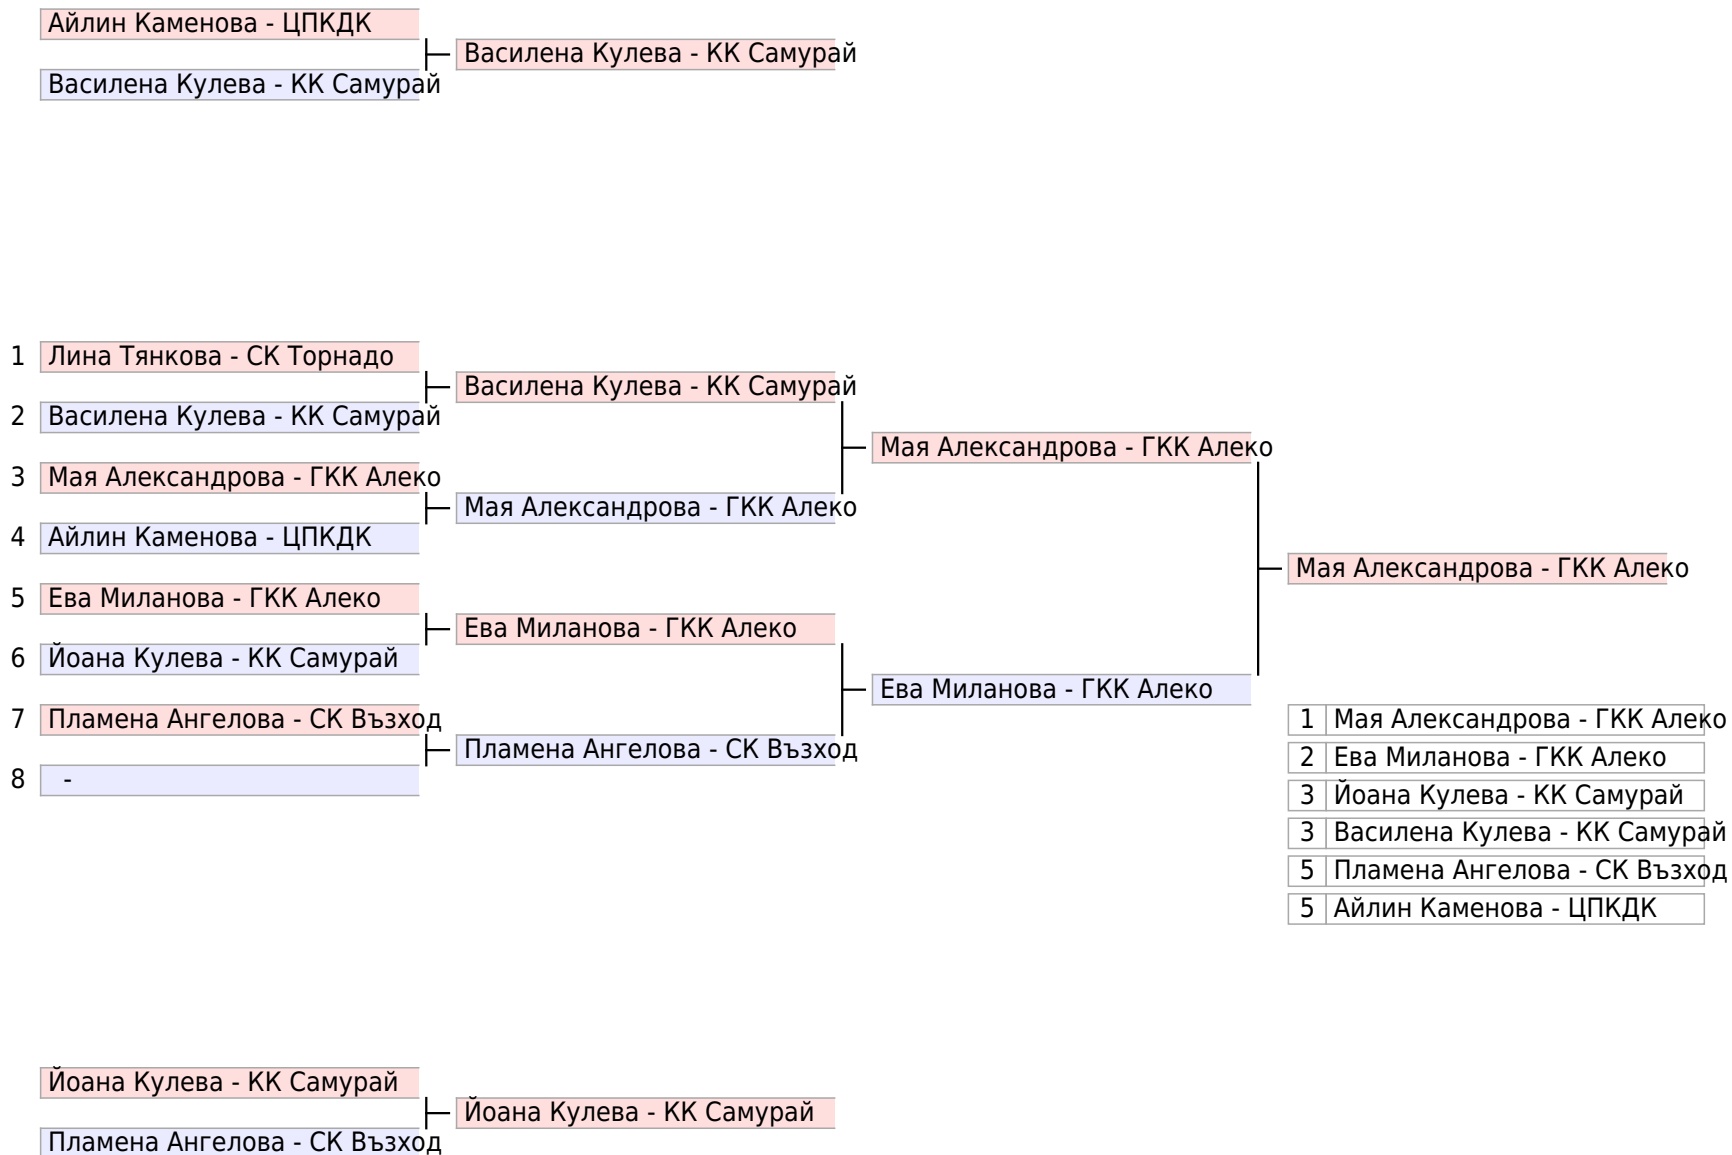 Айлин Каменова - ЦПКДК
Василена Кулева - КК Самурай
Василена Кулева - КК Самурай
1 Лина Тянкова - СК Торнадо
Василена Кулева - КК Самурай
2 Василена Кулева - КК Самурай
Мая Александрова - ГКК Алеко
3 Мая Александрова - ГКК Алеко
Мая Александрова - ГКК Алеко
4 Айлин Каменова - ЦПКДК
Мая Александрова - ГКК Алеко
5 Ева Миланова - ГКК Алеко
Ева Миланова - ГКК Алеко
6 Йоана Кулева - КК Самурай
Ева Миланова - ГКК Алеко
7 Пламена Ангелова - СК Възход
Пламена Ангелова - СК Възход
8 -
1 Мая Александрова - ГКК Алеко
2 Ева Миланова - ГКК Алеко
3 Йоана Кулева - КК Самурай
3 Василена Кулева - КК Самурай
5 Пламена Ангелова - СК Възход
5 Айлин Каменова - ЦПКДК
Йоана Кулева - КК Самурай
Йоана Кулева - КК Самурай
Пламена Ангелова - СК Възход